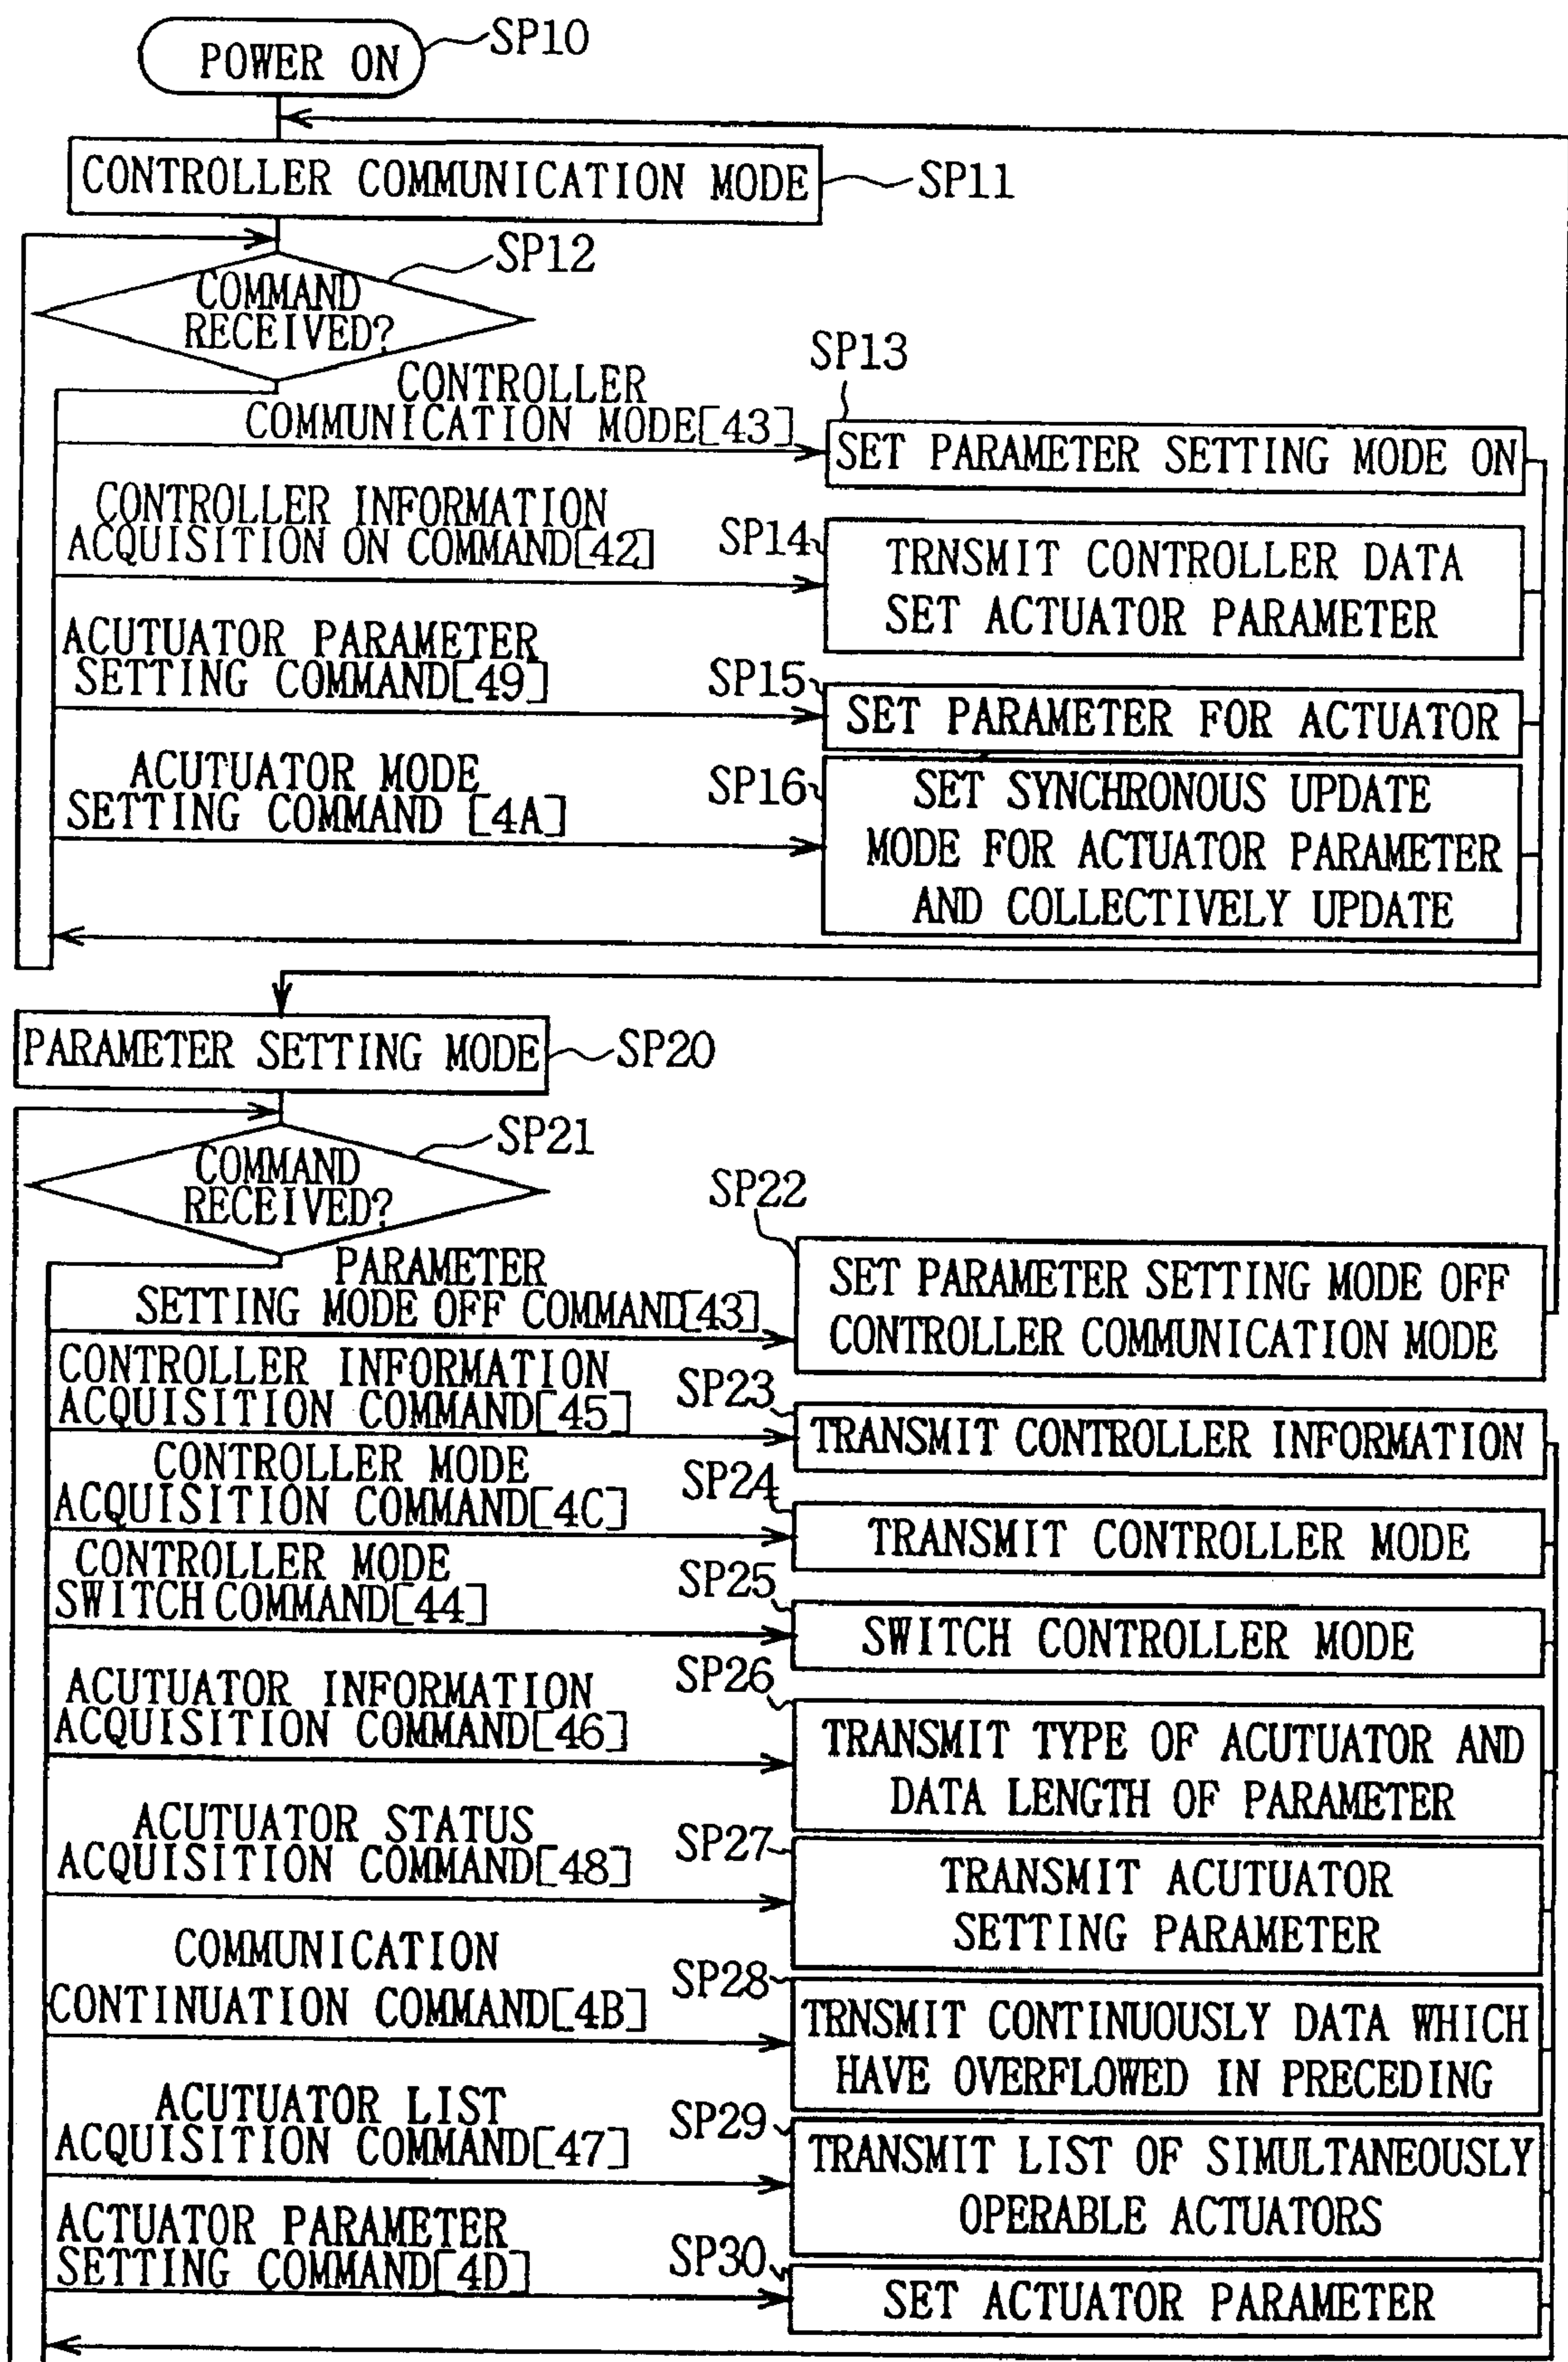 POWER ON
SP10
CONTROLLER COMMUNICATION MODE
SP11
SP12
COMMAND
RECEIVED?
CONTROLLER
COMMUNICATION MODE[43]
SP13
SET PARAMETER SETTING MODE ON
CONTROLLER INFORMATION
ACQUISITION ON COMMAND[42]
SP14
TRNSMIT CONTROLLER DATA
SET ACTUATOR PARAMETER
ACUTUATOR PARAMETER
SETTING COMMAND[49]
SP15
SET PARAMETER FOR ACTUATOR
ACUTUATOR MODE
SETTING COMMAND [4A]
SP16
SET SYNCHRONOUS UPDATE
MODE FOR ACTUATOR PARAMETER
AND COLLECTIVELY UPDATE
PARAMETER SETTING MODE
SP20
SP21
COMMAND
RECEIVED?
PARAMETER
SETTING MODE OFF COMMAND[43]
SP22
SET PARAMETER SETTING MODE OFF
CONTROLLER COMMUNICATION MODE
CONTROLLER INFORMATION
ACQUISITION COMMAND[45]
SP23
TRANSMIT CONTROLLER INFORMATION
CONTROLLER MODE
ACQUISITION COMMAND[4C]
SP24
TRANSMIT CONTROLLER MODE
CONTROLLER MODE
SWITCH COMMAND[44]
SP25
SWITCH CONTROLLER MODE
ACUTUATOR INFORMATION
ACQUISITION COMMAND[46]
SP26
TRANSMIT TYPE OF ACUTUATOR AND
DATA LENGTH OF PARAMETER
ACUTUATOR STATUS
ACQUISITION COMMAND[48]
SP27
TRANSMIT ACUTUATOR
SETTING PARAMETER
COMMUNICATION
CONTINUATION COMMAND[4B]
SP28
TRNSMIT CONTINUOUSLY DATA WHICH
HAVE OVERFLOWED IN PRECEDING
ACUTUATOR LIST
ACQUISITION COMMAND[47]
SP29
TRANSMIT LIST OF SIMULTANEOUSLY
OPERABLE ACTUATORS
ACTUATOR PARAMETER
SETTING COMMAND[4D]
SP30
SET ACTUATOR PARAMETER